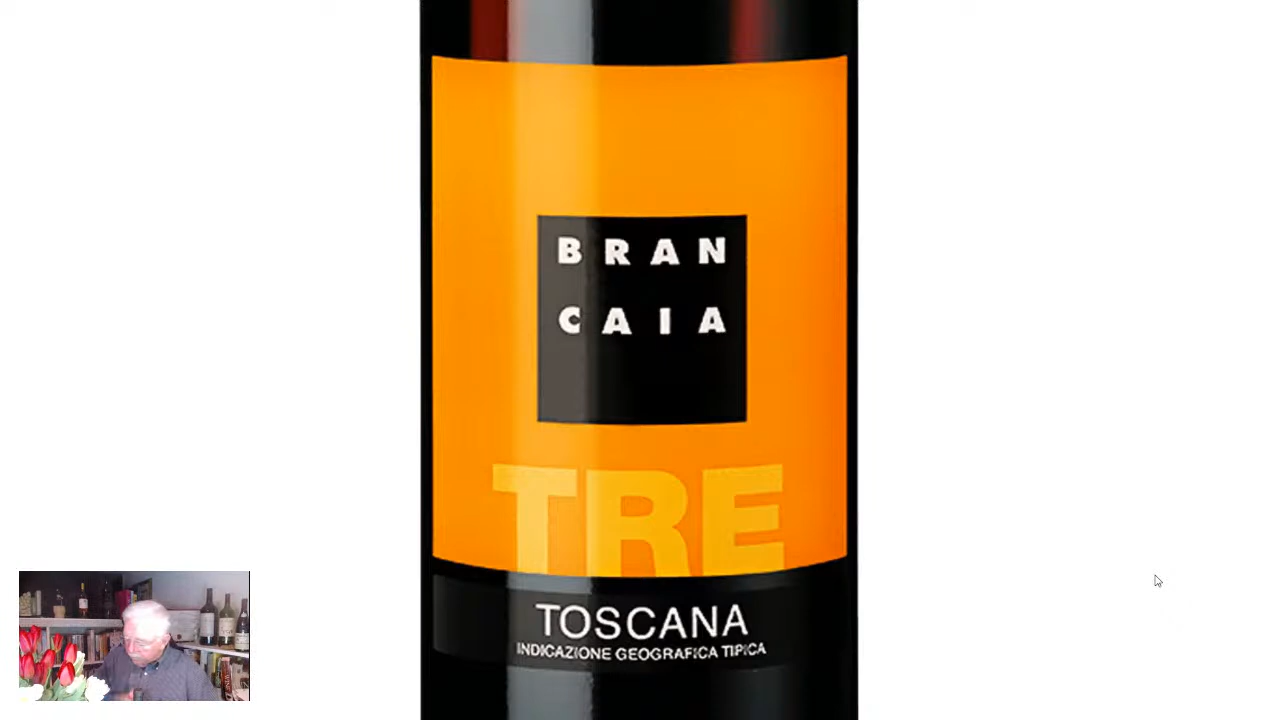 BRAN
CAIA
TRE
TOSCANA
INDICAZIONE GEOGRAFICA TIPICA